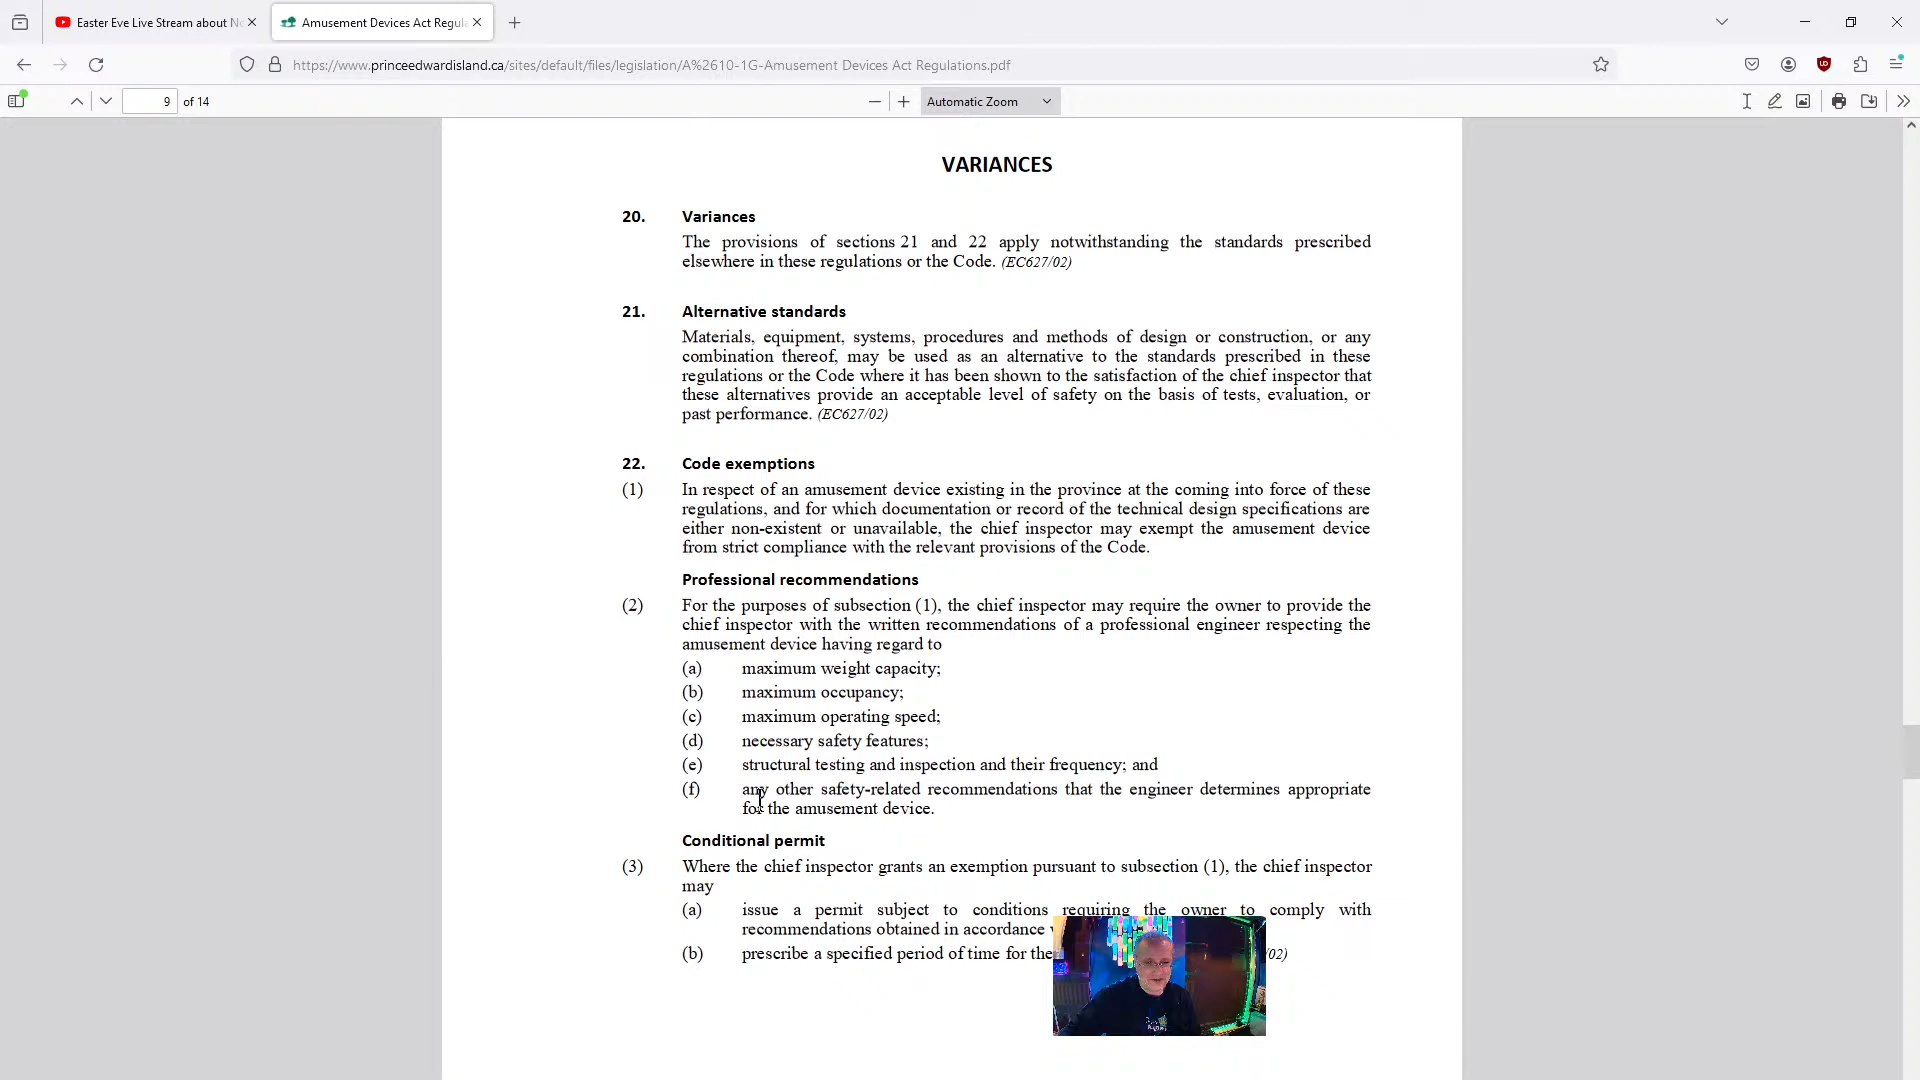 Easter Eve Live Stream about N
Amusement Devices Act Regula
https://www.princeedwardisland.ca/sites/default/files/legislation/A%2610-1G-Amusement Devices Act Regulations.pdf
9 of 14
Automatic Zoom
VARIANCES
20. Variances
The provisions of sections 21 and 22 apply notwithstanding the standards prescribed
elsewhere in these regulations or the Code. (EC627/02)
21. Alternative standards
Materials, equipment, systems, procedures and methods of design or construction, or any
combination thereof, may be used as an alternative to the standards prescribed in these
regulations or the Code where it has been shown to the satisfaction of the chief inspector that
these alternatives provide an acceptable level of safety on the basis of tests, evaluation, or
past performance. (EC627/02)
22. Code exemptions
(1) In respect of an amusement device existing in the province at the coming into force of these
regulations, and for which documentation or record of the technical design specifications are
either non-existent or unavailable, the chief inspector may exempt the amusement device
from strict compliance with the relevant provisions of the Code.
Professional recommendations
(2) For the purposes of subsection (1), the chief inspector may require the owner to provide the
chief inspector with the written recommendations of a professional engineer respecting the
amusement device having regard to
(a) maximum weight capacity;
(b) maximum occupancy;
(c) maximum operating speed;
(d) necessary safety features;
(e) structural testing and inspection and their frequency; and
(f) any other safety-related recommendations that the engineer determines appropriate
for the amusement device.
Conditional permit
(3) Where the chief inspector grants an exemption pursuant to subsection (1), the chief inspector
may
(a) issue a permit subject to conditions requiring the owner to comply with
recommendations obtained in accordance
(b) prescribe a specified period of time for the 02)